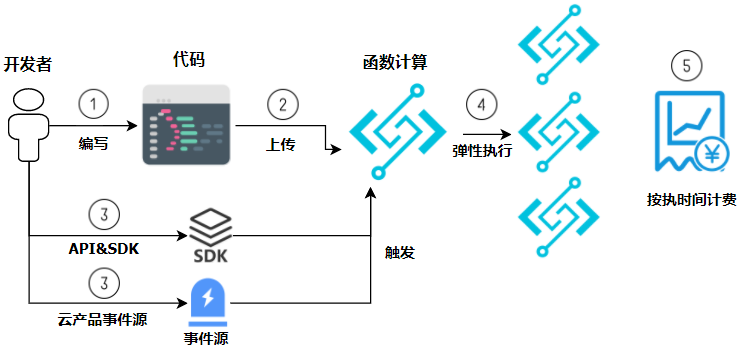 开发者
代码
函数计算
①
②
④
⑤
编写
上传
弹性执行
按执时间计费
③
API&SDK
SDK
触发
③
云产品事件源
事件源